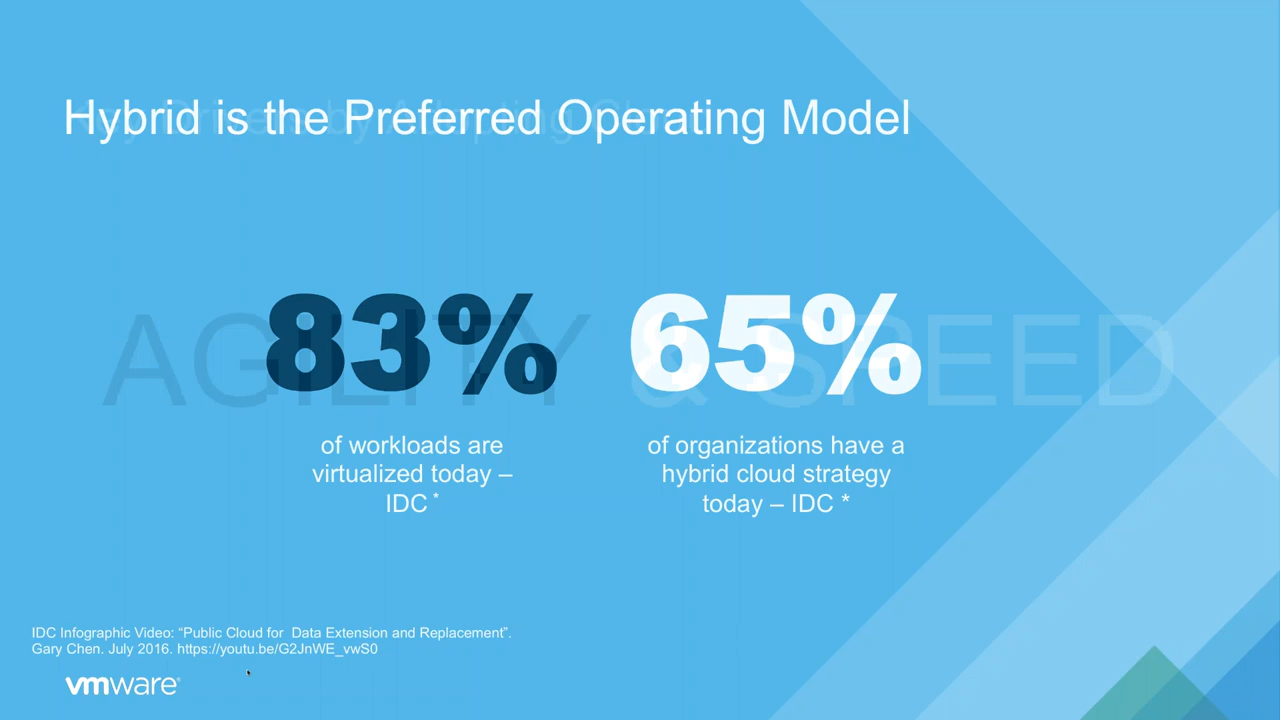 Hybrid is the Preferred Operating Model
AGILITY & SPEED
83%
65%
of workloads are
virtualized today –
IDC *
of organizations have a
hybrid cloud strategy
today – IDC *
IDC Infographic Video: “Public Cloud for  Data Extension and Replacement”.
Gary Chen. July 2016. https://youtu.be/G2JnWE_vwS0
vmware®